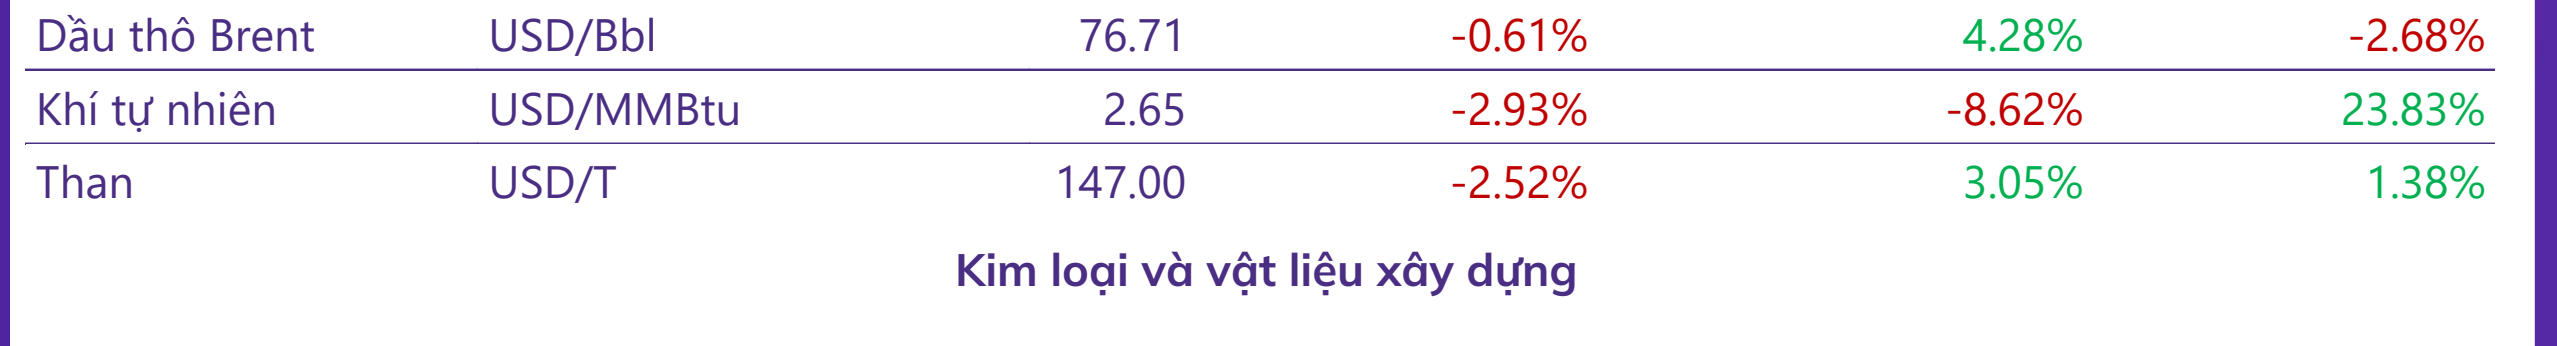 Dầu thô Brent USD/Bbl 76.71 -0.61% 4.28% -2.68%
Khí tự nhiên USD/MMBtu 2.65 -2.93% -8.62% 23.83%
Than USD/T 147.00 -2.52% 3.05% 1.38%
Kim loại và vật liệu xây dựng